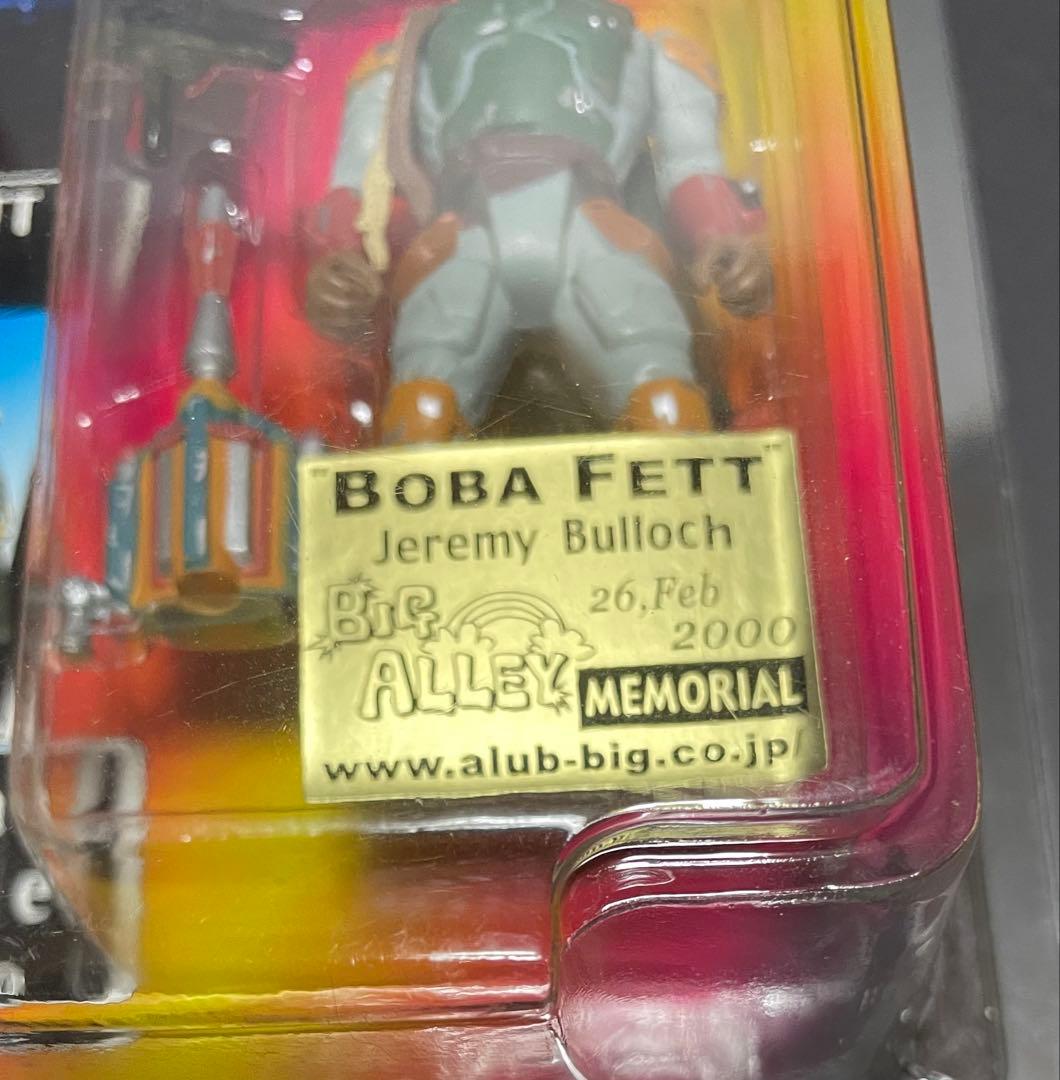 "BOBA FETT"
Jeremy Bulloch
BIG ALLEY
26,Feb 2000
MEMORIAL
www.alub-big.co.jp/
e